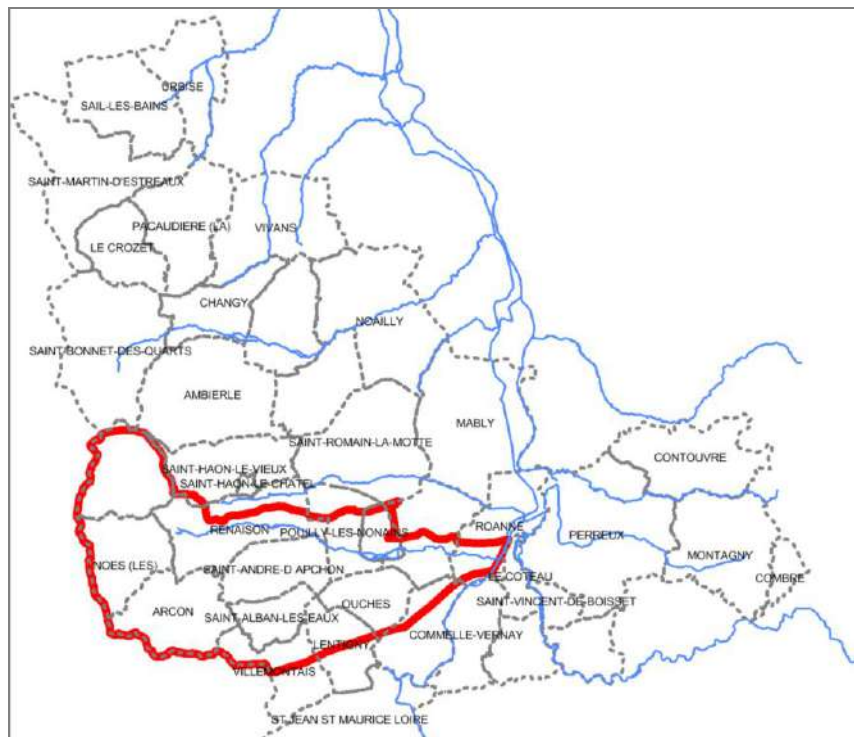 URBISE
SAIL-LES-BAINS
SAINT-MARTIN-D'ESTREAUX
PACAUDIERE (LA)
VIVANS
LE CROZET
CHANGY
NOAILLY
SAINT-BONNET-DES-QUARTS
AMBIERLE
MABLY
SAINT-ROMAIN-LA-MOTTE
CONTOUVRE
SAINT-HAON-LE-VIEUX
SAINT-HAON-LE-CHATEL
RENAISON
POUILLY-LES-NONAINS
ROANNE
PERREUX
MONTAGNY
NOES (LES)
SAINT-ANDRE-D APCHON
LE COTEAU
COMBRE
ARCON
OUCHES
SAINT-VINCENT-DE-BOISSET
SAINT-ALBAN-LES-EAUX
COMMELLE-VERNAY
LENTIGNY
VILLEMONTAIS
ST JEAN ST MAURICE LOIRE